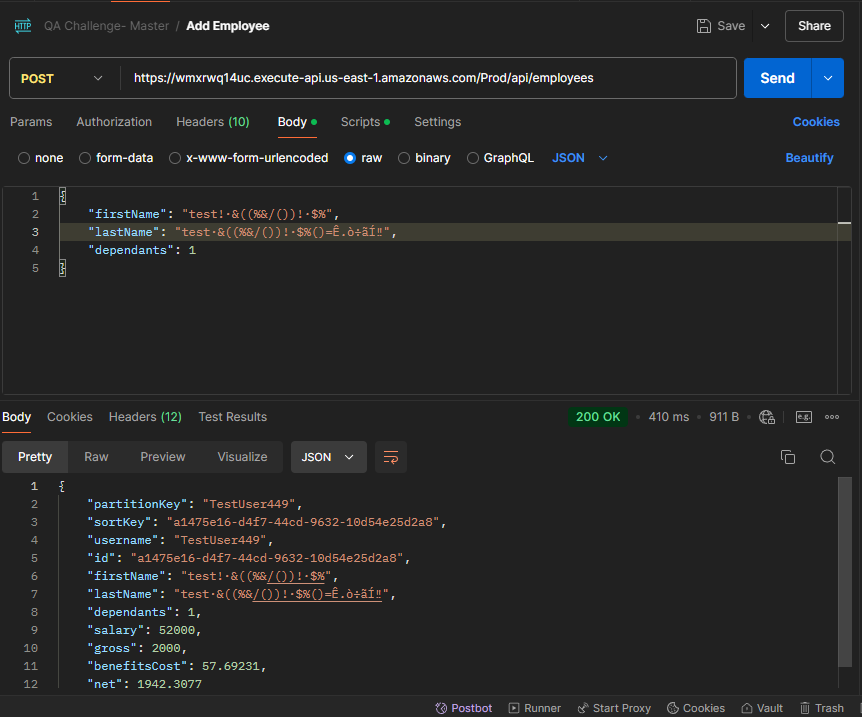 HTTP QA Challenge- Master / Add Employee Save Share
POST https://wmxrwq14uc.execute-api.us-east-1.amazonaws.com/Prod/api/employees Send
Params Authorization Headers (10) Body Scripts Settings Cookies
none form-data x-www-form-urlencoded raw binary GraphQL JSON Beautify
1 {
2 "firstName": "test!·&((%&/())!·$%",
3 "lastName": "test·&((%&/())!·$%()=Ê.ò÷ãÍ‼",
4 "dependants": 1
5 }
Body Cookies Headers (12) Test Results 200 OK • 410 ms • 911 B • e.g.
Pretty Raw Preview Visualize JSON
1 {
2 "partitionKey": "TestUser449",
3 "sortKey": "a1475e16-d4f7-44cd-9632-10d54e25d2a8",
4 "username": "TestUser449",
5 "id": "a1475e16-d4f7-44cd-9632-10d54e25d2a8",
6 "firstName": "test!·&((%&/())!·$%",
7 "lastName": "test·&((%&/())!·$%()=Ê.ò÷ãÍ‼",
8 "dependants": 1,
9 "salary": 52000,
10 "gross": 2000,
11 "benefitsCost": 57.69231,
12 "net": 1942.3077
Postbot Runner Start Proxy Cookies Vault Trash